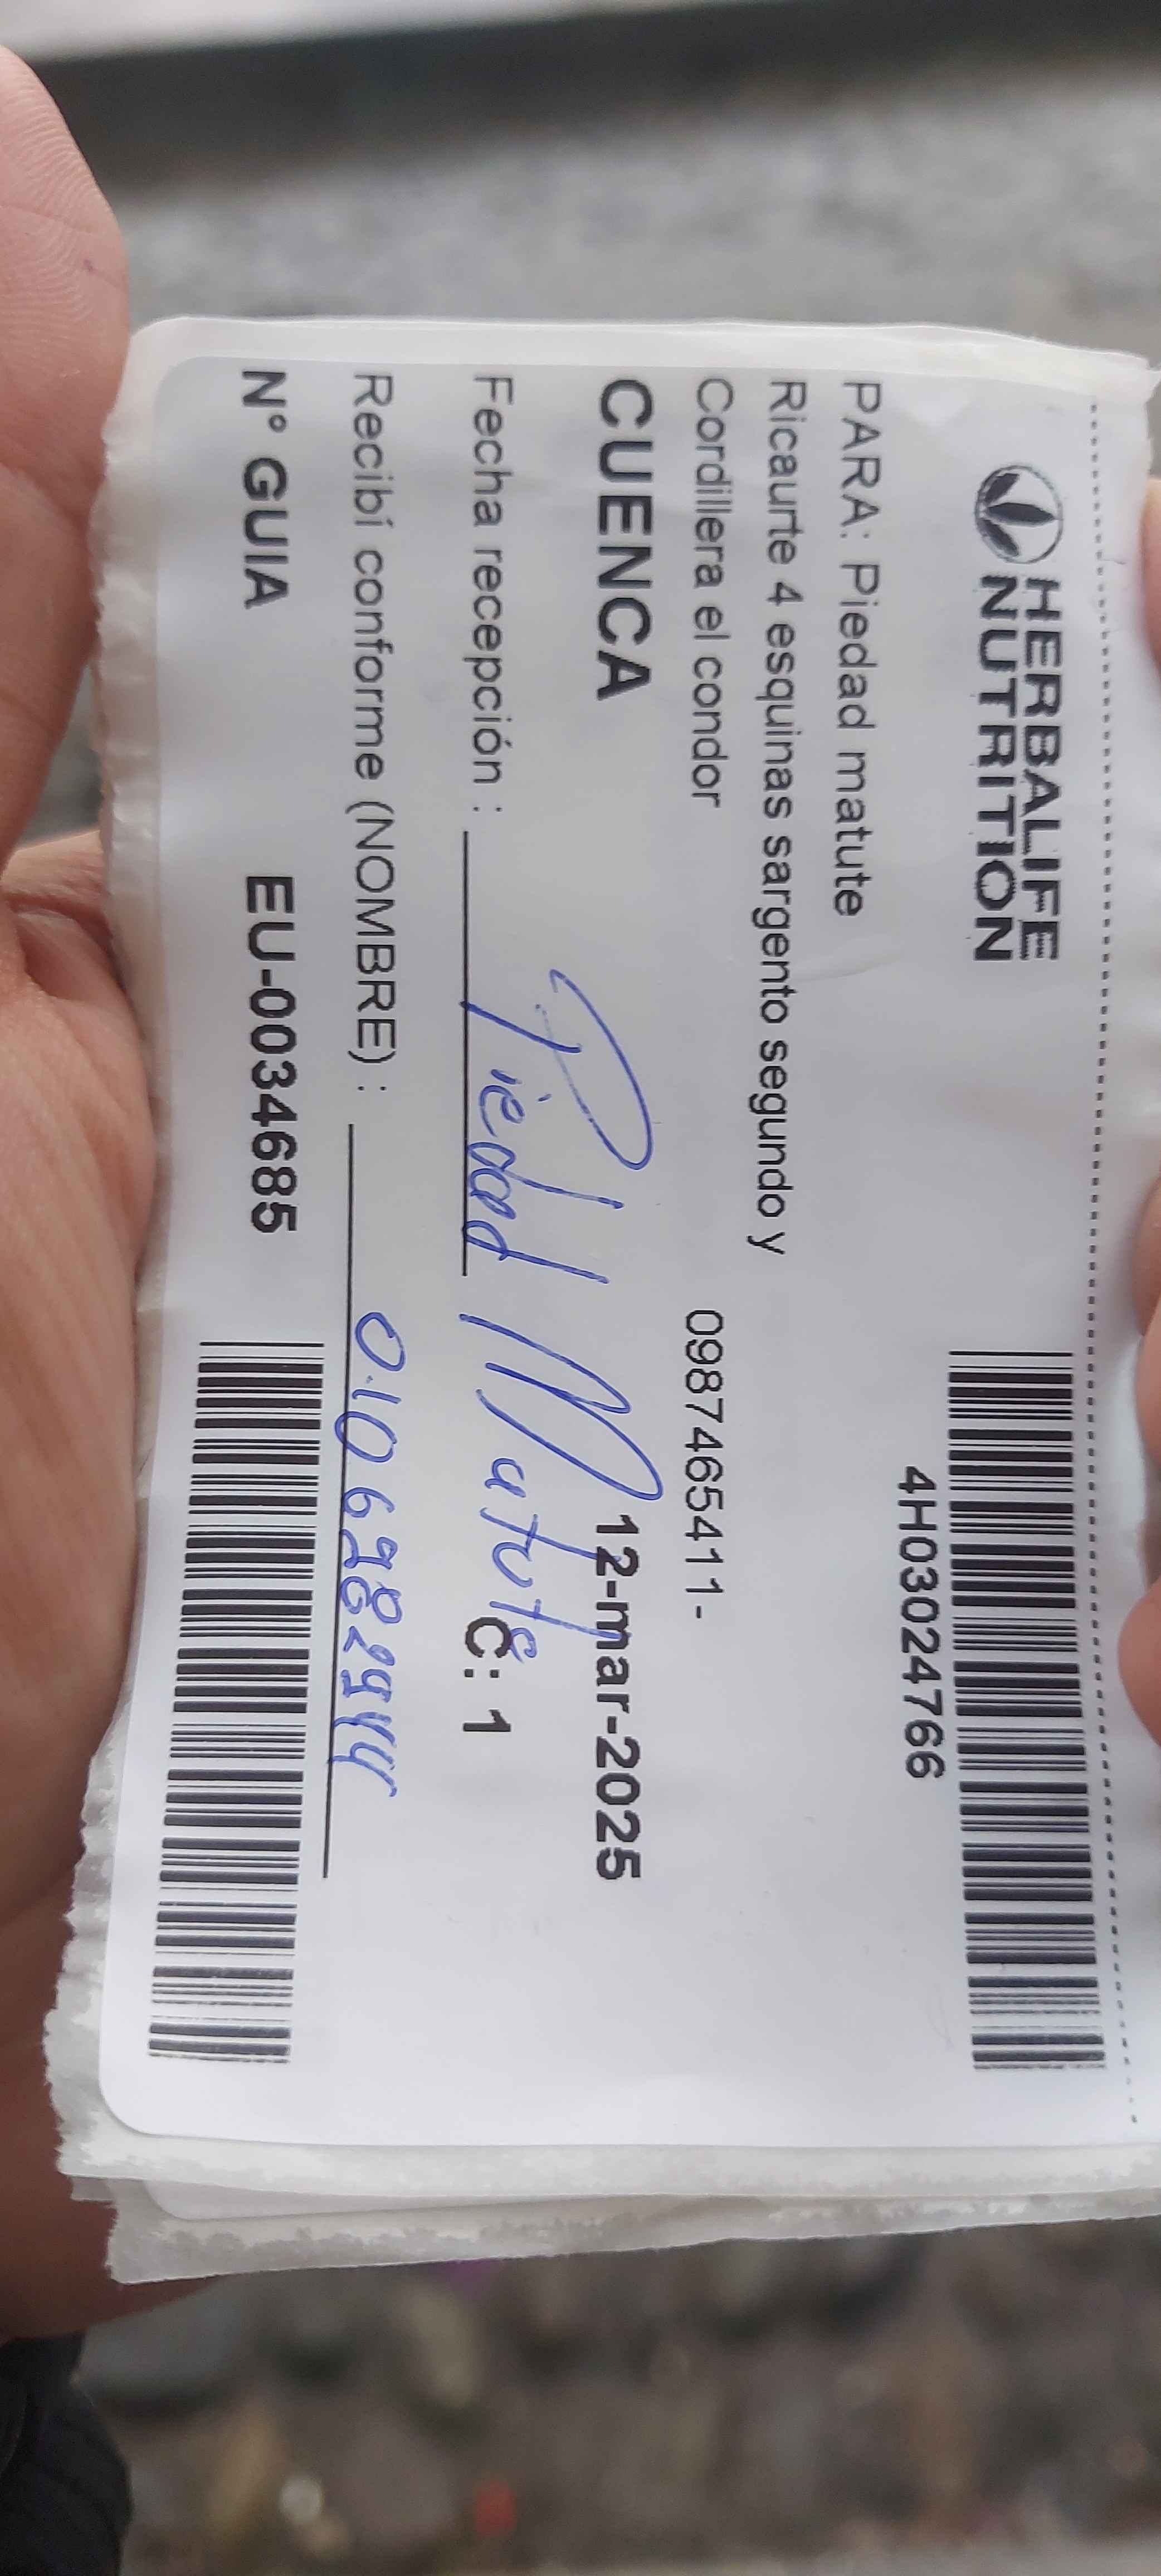 HERBALIFE
NUTRITION
4H03024766
PARA: Piedad matute
Ricaurte 4 esquinas sargento segundo y
Cordillera el condor
0987465411-
CUENCA
12-mar-2025
Fecha recepción :
Piedad Matute
C: 1
Recibí conforme (NOMBRE) :
N° GUIA
EU-0034685